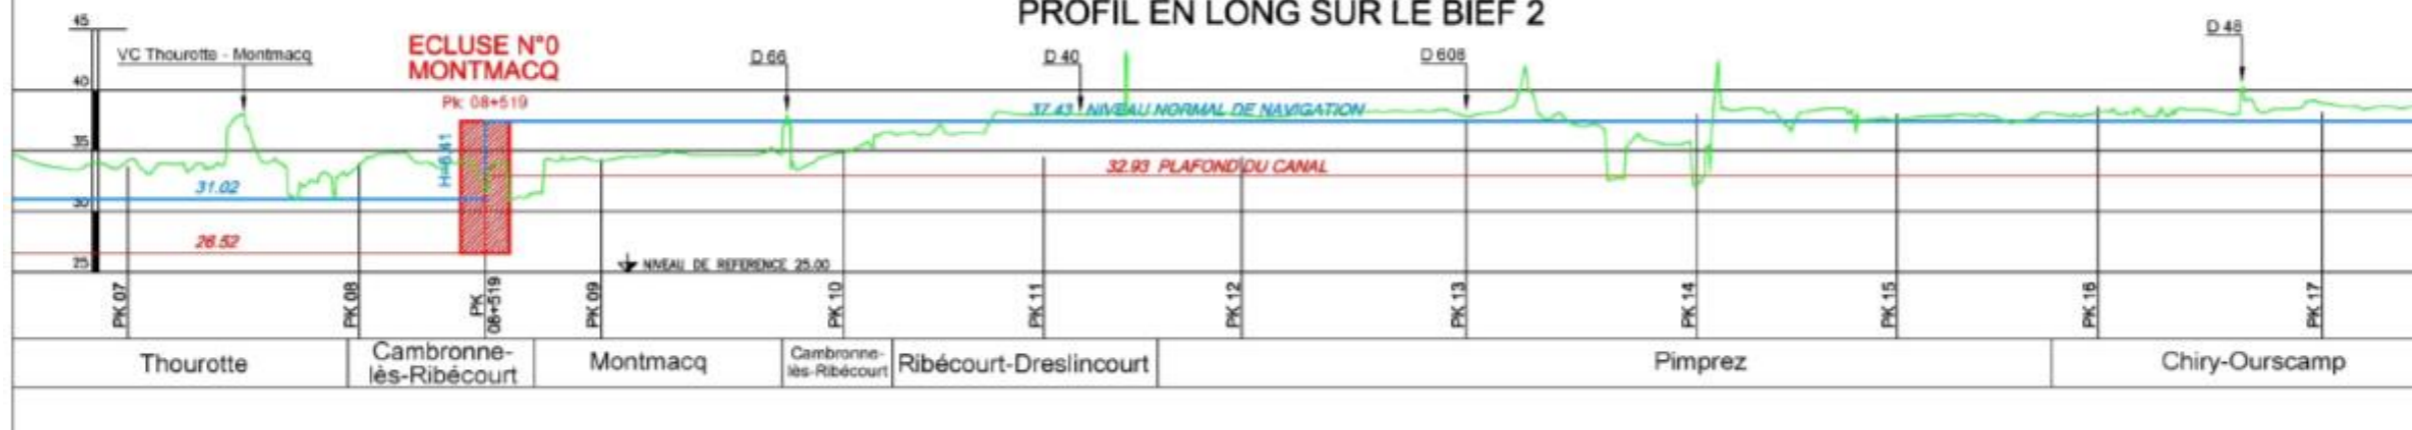 PROFIL EN LONG SUR LE BIEF 2
45
VC Thourotte - Montmacq
ECLUSE N°0
MONTMACQ
D 66
D 40
D 608
D 48
40
Pk: 08+519
37.43 NIVEAU NORMAL DE NAVIGATION
35
H=6.41
32.93 PLAFOND DU CANAL
31.02
30
26.52
25
NIVEAU DE REFERENCE 25.00
PK 07
PK 08
PK
08+519
PK 09
PK 10
PK 11
PK 12
PK 13
PK 14
PK 15
PK 16
PK 17
Thourotte
Cambronne-
lès-Ribécourt
Montmacq
Cambronne-
lès-Ribécourt
Ribécourt-Dreslincourt
Pimprez
Chiry-Ourscamp